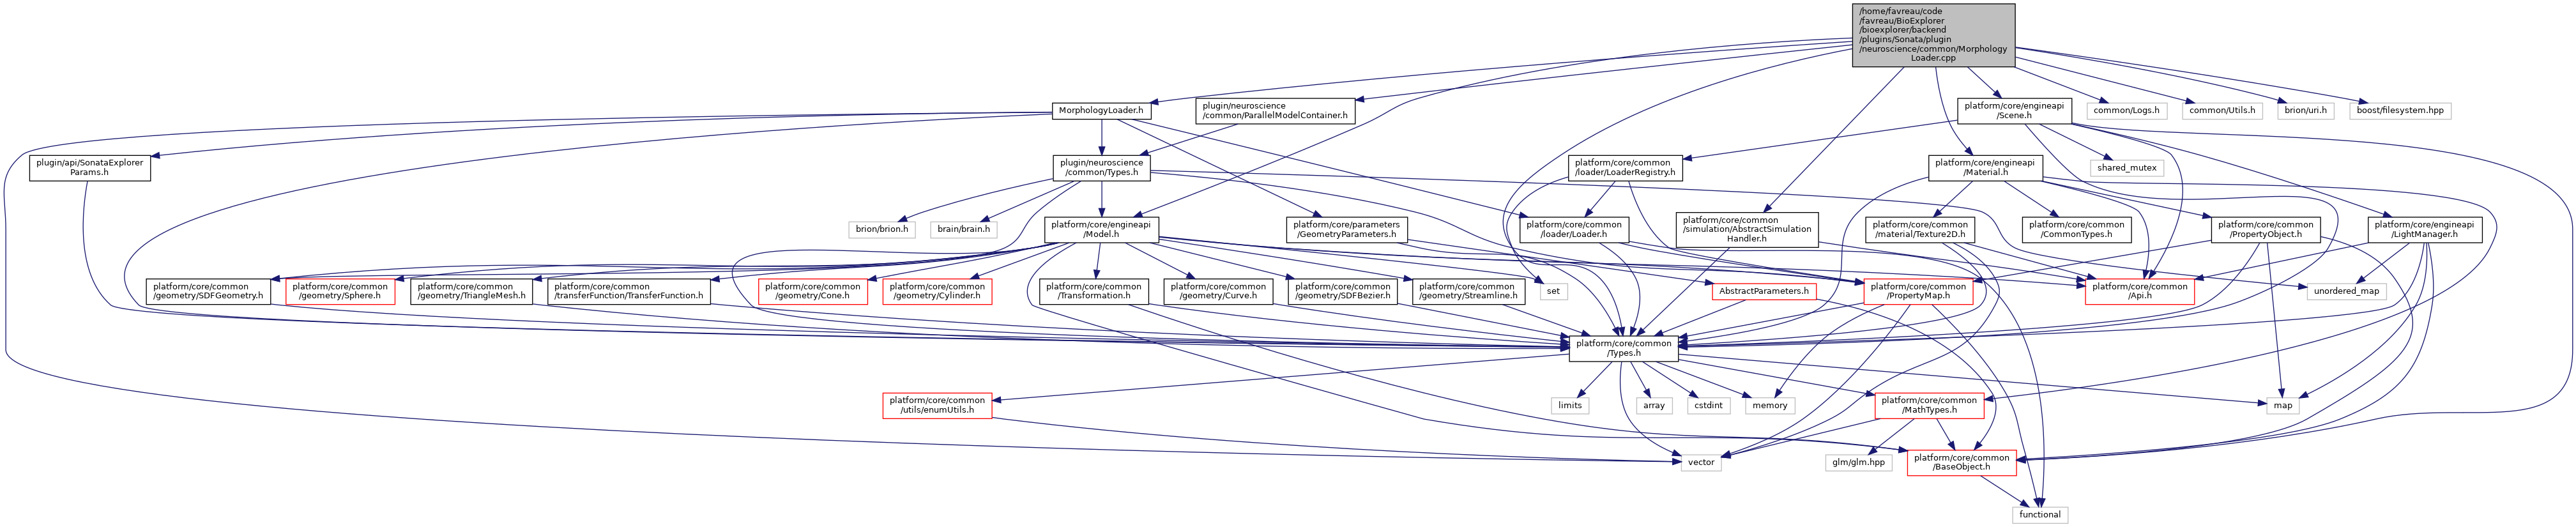 /home/favreau/code
/favreau/BioExplorer
/bioexplorer/backend
/plugins/Sonata/plugin
/neuroscience/common/Morphology
Loader.cpp
MorphologyLoader.h
plugin/neuroscience
/common/ParallelModelContainer.h
platform/core/engineapi
/Scene.h
common/Logs.h
common/Utils.h
brion/uri.h
boost/filesystem.hpp
plugin/api/SonataExplorer
Params.h
plugin/neuroscience
/common/Types.h
platform/core/common
/loader/LoaderRegistry.h
platform/core/engineapi
/Material.h
shared_mutex
brion/brion.h
brain/brain.h
platform/core/engineapi
/Model.h
platform/core/parameters
/GeometryParameters.h
platform/core/common
/loader/Loader.h
platform/core/common
/simulation/AbstractSimulation
Handler.h
platform/core/common
/material/Texture2D.h
platform/core/common
/CommonTypes.h
platform/core/common
/PropertyObject.h
platform/core/engineapi
/LightManager.h
platform/core/common
/geometry/SDFGeometry.h
platform/core/common
/geometry/Sphere.h
platform/core/common
/geometry/TriangleMesh.h
platform/core/common
/transferFunction/TransferFunction.h
platform/core/common
/geometry/Cone.h
platform/core/common
/geometry/Cylinder.h
platform/core/common
/Transformation.h
platform/core/common
/geometry/Curve.h
platform/core/common
/geometry/SDFBezier.h
platform/core/common
/geometry/Streamline.h
set
AbstractParameters.h
platform/core/common
/PropertyMap.h
platform/core/common
/Api.h
unordered_map
platform/core/common
/Types.h
platform/core/common
/utils/enumUtils.h
limits
array
cstdint
memory
platform/core/common
/MathTypes.h
map
vector
glm/glm.hpp
platform/core/common
/BaseObject.h
functional